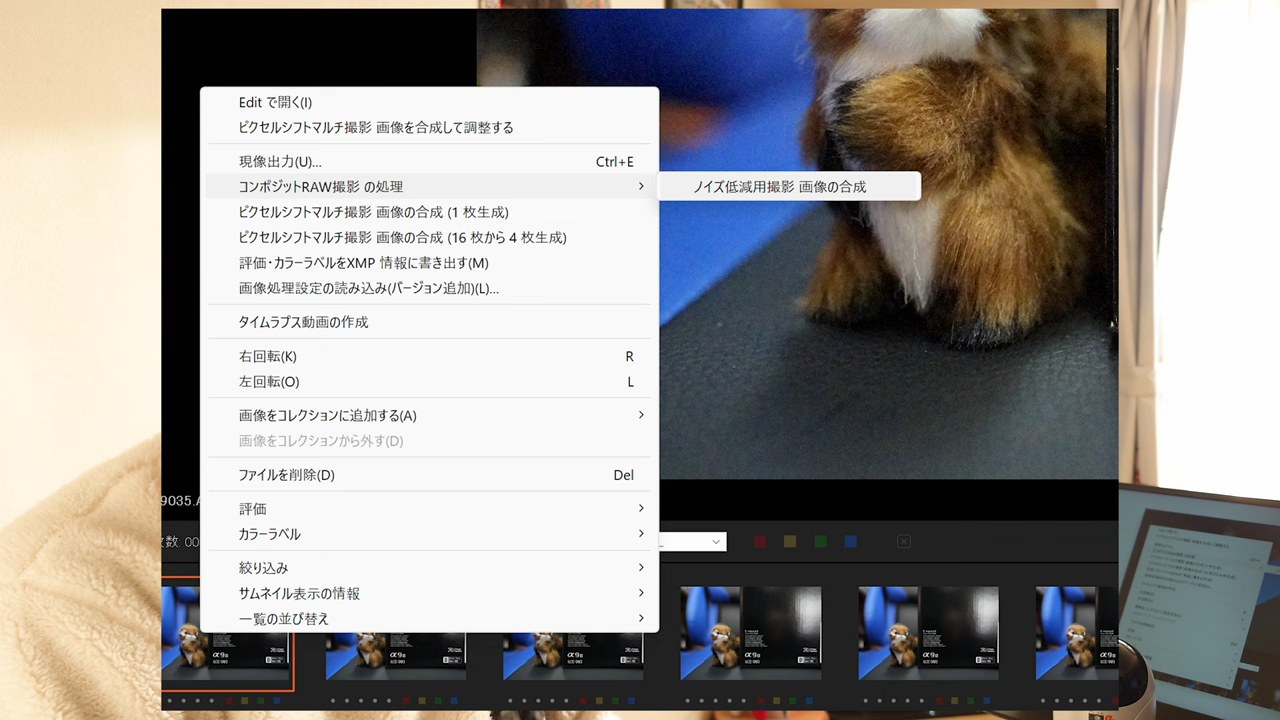 Edit で開く(I)
ピクセルシフトマルチ撮影 画像を合成して調整する
現像出力(U)... Ctrl+E
コンポジットRAW撮影 の処理
ノイズ低減用撮影 画像の合成
ピクセルシフトマルチ撮影 画像の合成 (1 枚生成)
ピクセルシフトマルチ撮影 画像の合成 (16 枚から 4 枚生成)
評価・カラーラベルをXMP 情報に書き出す(M)
画像処理設定の読み込み(バージョン追加)(L)...
タイムラプス動画の作成
右回転(K) R
左回転(O) L
画像をコレクションに追加する(A)
画像をコレクションから外す(D)
ファイルを削除(D) Del
9035.A
評価
カラーラベル
数: 00
絞り込み
サムネイル表示の情報
一覧の並び替え
α9III
α9III
α9III
α9III
α9III